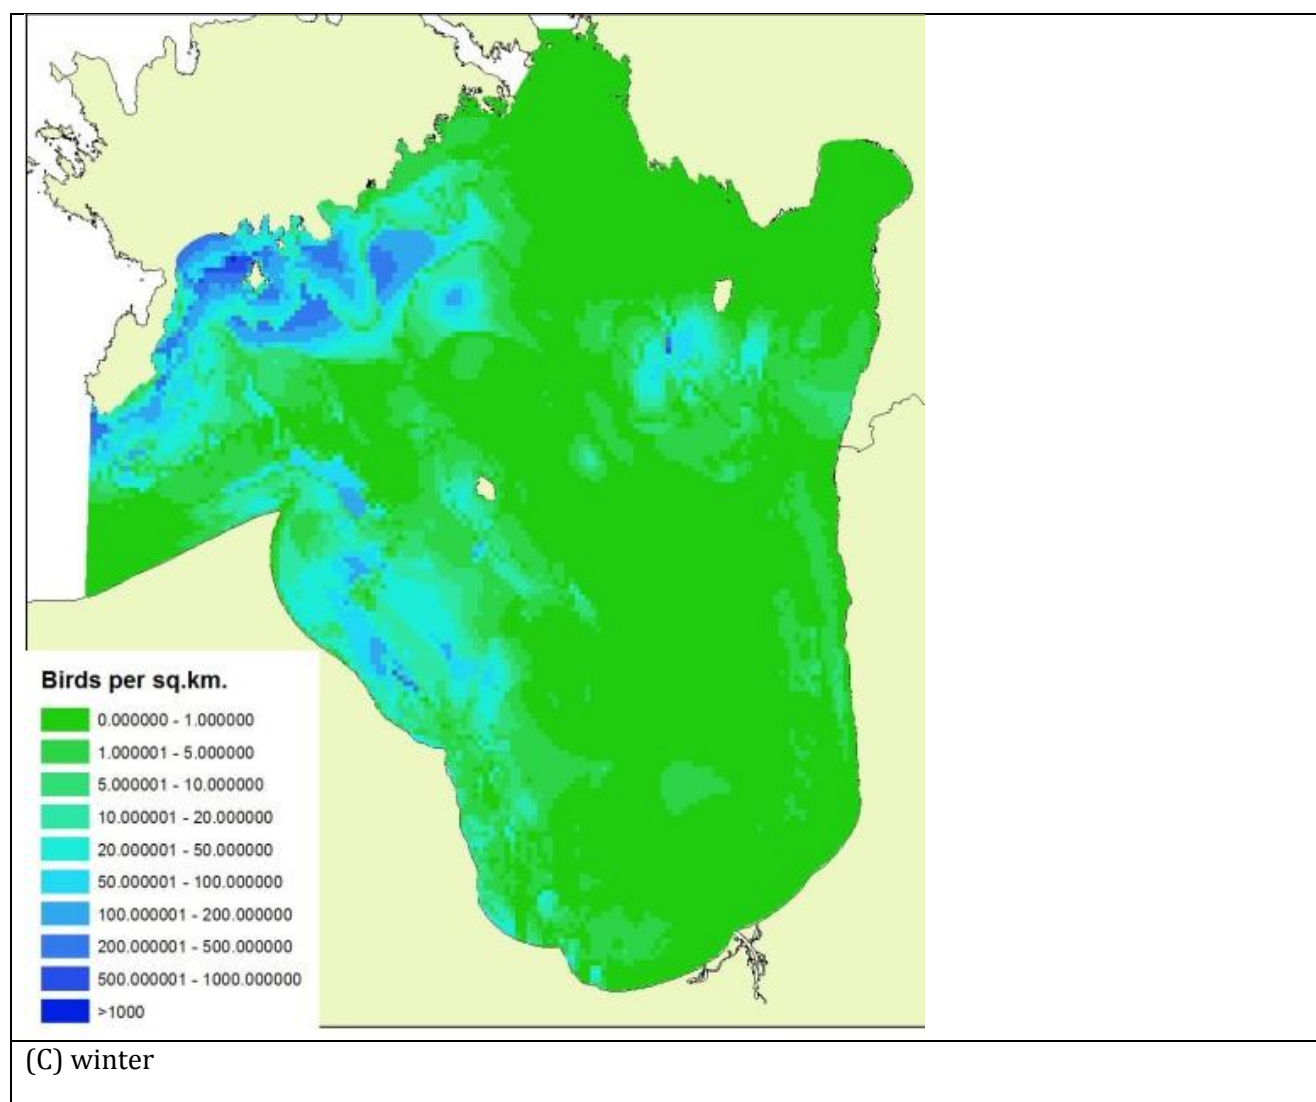 Birds per sq.km.
0.000000 - 1.000000
1.000001 - 5.000000
5.000001 - 10.000000
10.000001 - 20.000000
20.000001 - 50.000000
50.000001 - 100.000000
100.000001 - 200.000000
200.000001 - 500.000000
500.000001 - 1000.000000
>1000
(C) winter